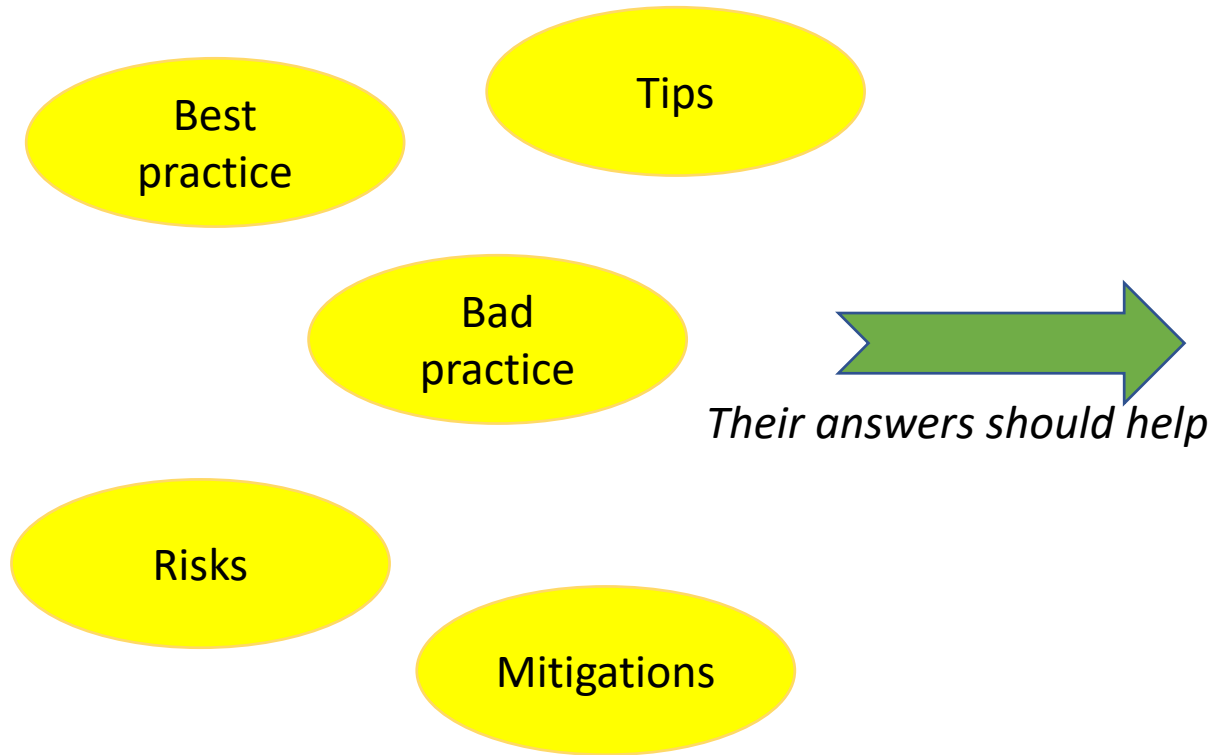 Best
practice
Tips
Bad
practice
Their answers should help
Risks
Mitigations